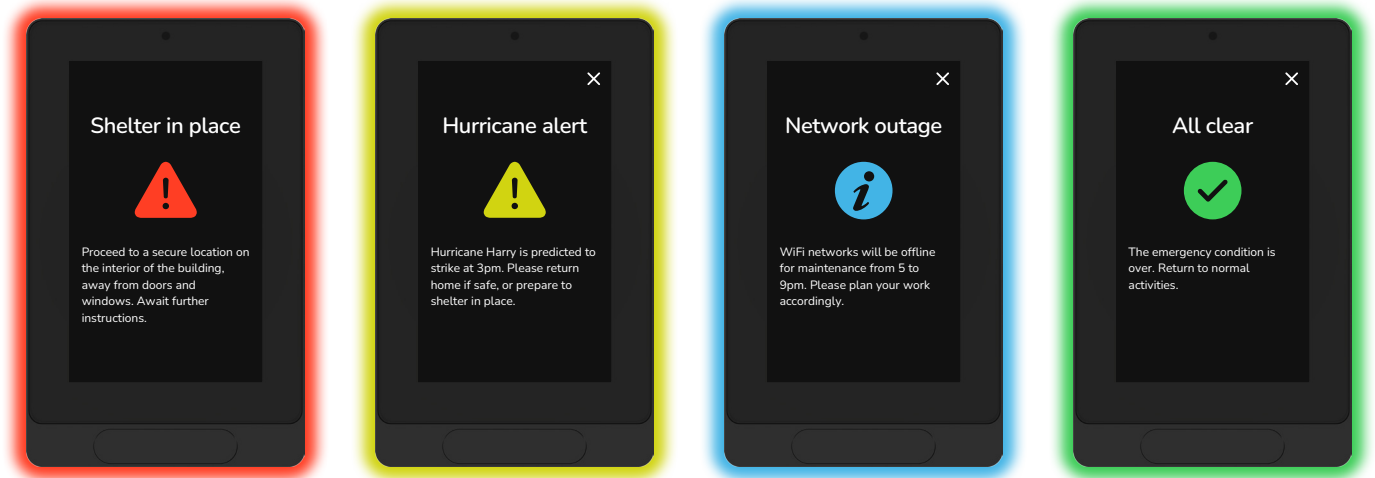 Shelter in place
Proceed to a secure location on
the interior of the building,
away from doors and
windows. Await further
instructions.
Hurricane alert
Hurricane Harry is predicted to
strike at 3pm. Please return
home if safe, or prepare to
shelter in place.
Network outage
WiFi networks will be offline
for maintenance from 5 to
9pm. Please plan your work
accordingly.
All clear
The emergency condition is
over. Return to normal
activities.